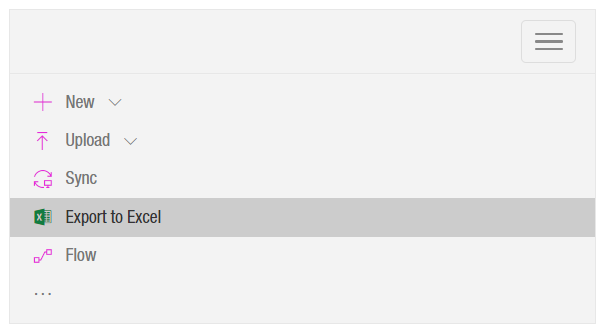 New
Upload
Sync
Export to Excel
Flow
...